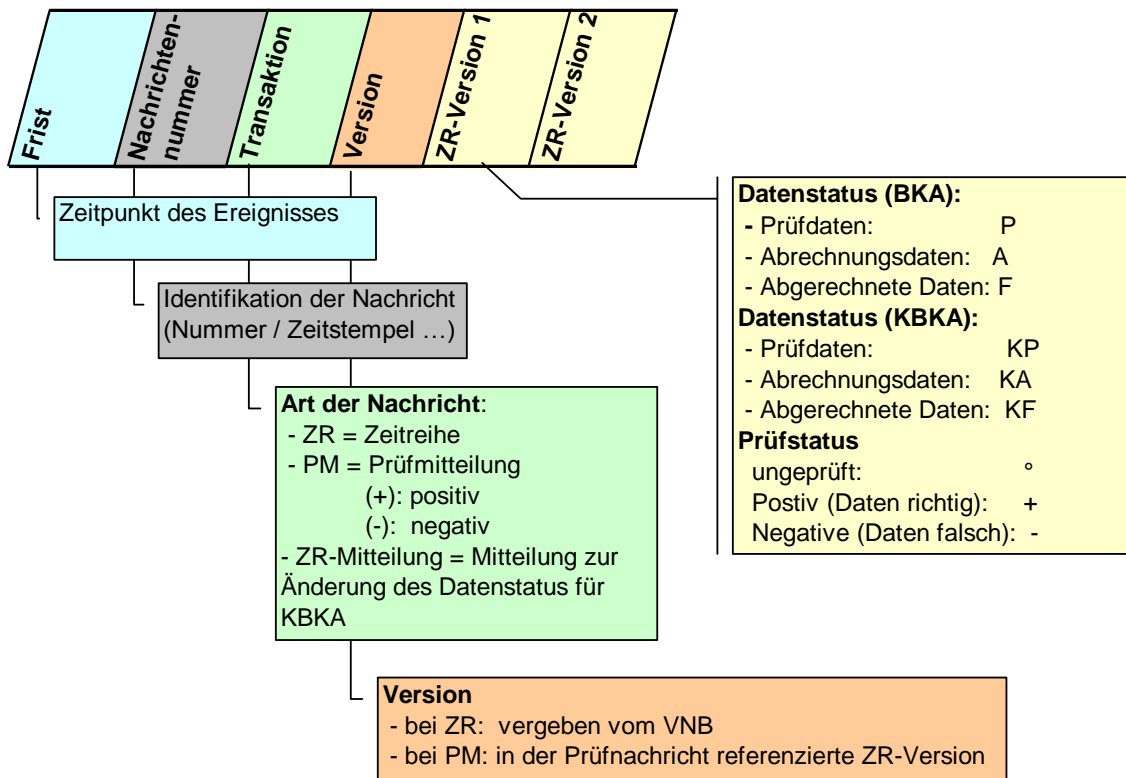 Frist
Nachrichten-
nummer
Transaktion
Version
ZR-Version 1
ZR-Version 2
Zeitpunkt des Ereignisses
Identifikation der Nachricht
(Nummer / Zeitstempel …)
Art der Nachricht:
- ZR = Zeitreihe
- PM = Prüfmitteilung
(+): positiv
(-): negativ
- ZR-Mitteilung = Mitteilung zur
Änderung des Datenstatus für
KBKA
Version
- bei ZR: vergeben vom VNB
- bei PM: in der Prüfnachricht referenzierte ZR-Version
Datenstatus (BKA):
- Prüfdaten: P
- Abrechnungsdaten: A
- Abgerechnete Daten: F
Datenstatus (KBKA):
- Prüfdaten: KP
- Abrechnungsdaten: KA
- Abgerechnete Daten: KF
Prüfstatus
ungeprüft: °
Postiv (Daten richtig): +
Negative (Daten falsch): -